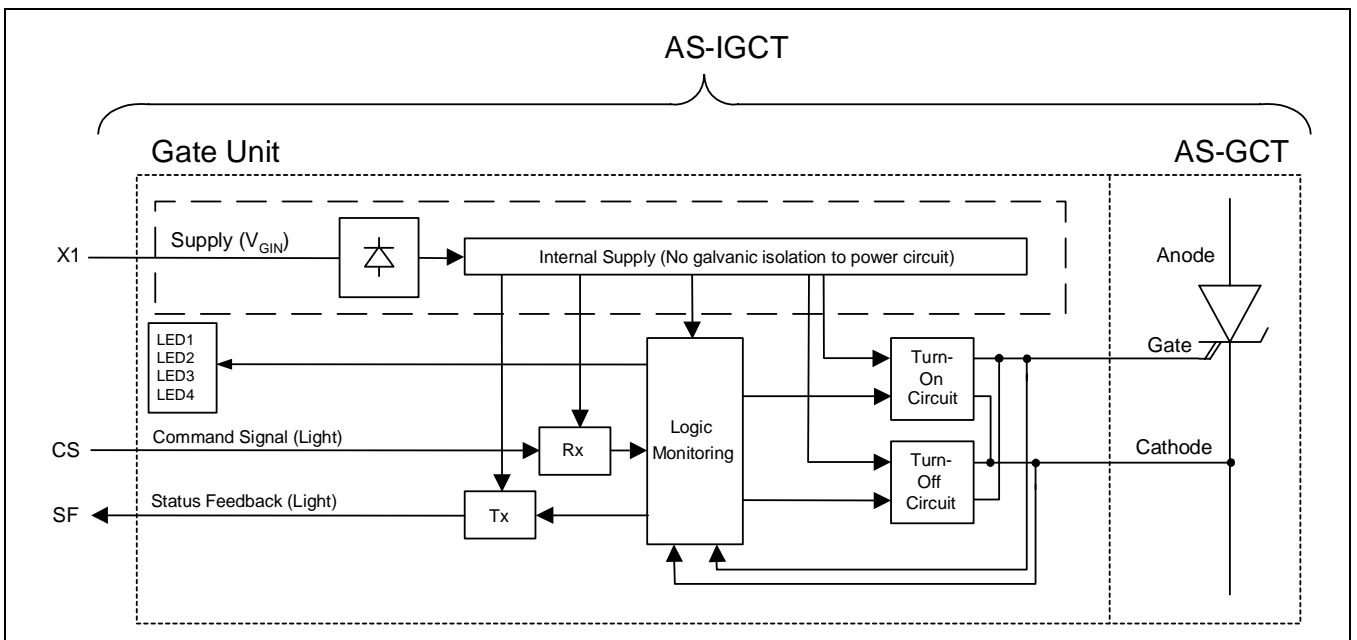 AS-IGCT
Gate Unit
AS-GCT
X1
Supply (VGIN)
Internal Supply (No galvanic isolation to power circuit)
Anode
LED1
LED2
LED3
LED4
Turn-
On
Circuit
Gate
Logic
Monitoring
CS
Command Signal (Light)
Rx
Turn-
Off
Circuit
Cathode
SF
Status Feedback (Light)
Tx